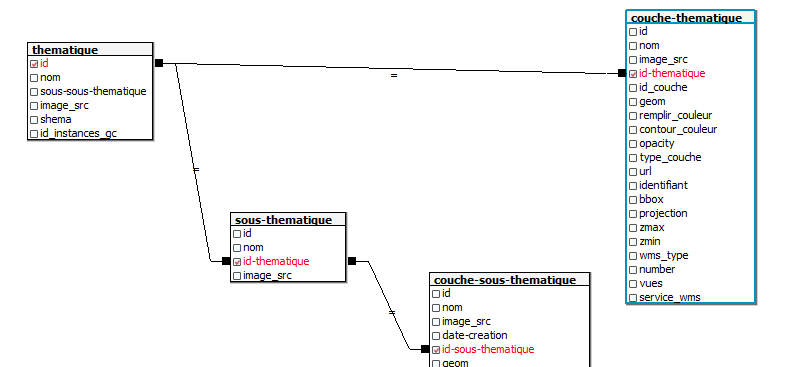 thematique
id
nom
sous-sous-thematique
image_src
shema
id_instances_gc
=
=
sous-thematique
id
nom
id-thematique
image_src
=
couche-sous-thematique
id
nom
image_src
date-creation
id-sous-thematique
geom
couche-thematique
id
nom
image_src
id-thematique
id_couche
geom
remplir_couleur
contour_couleur
opacity
type_couche
url
identifiant
bbox
projection
zmax
zmin
wms_type
number
vues
service_wms